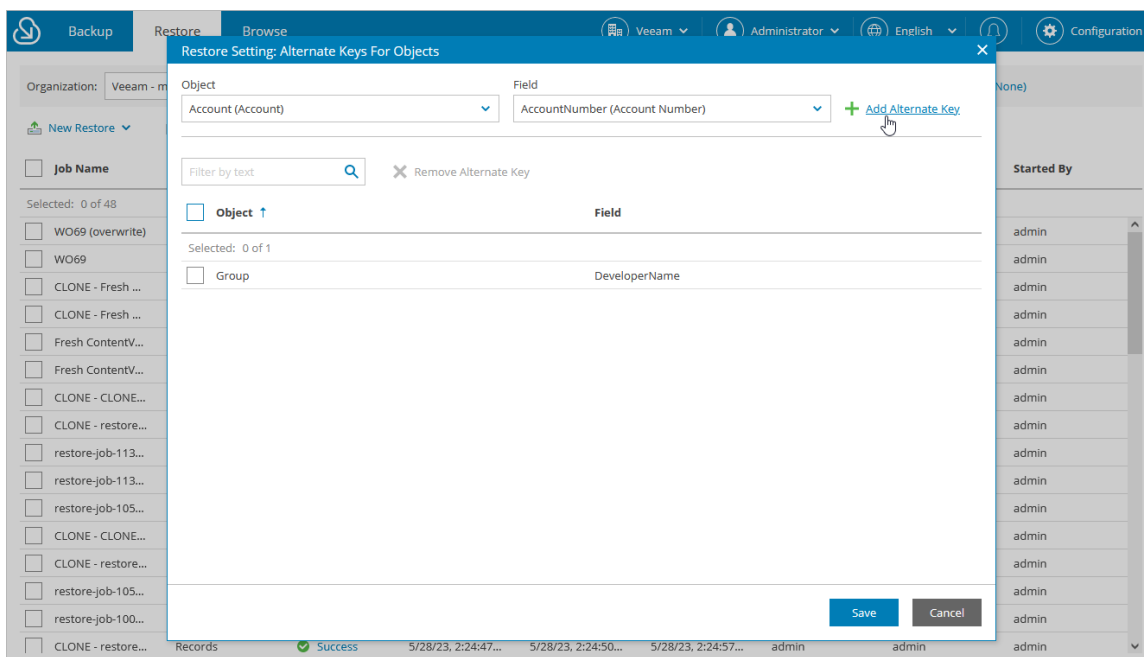 Backup Restore Browse Veeam Administrator English Configuration
Restore Setting: Alternate Keys For Objects
Organization: Veeam - m None)
Object Field
Account (Account) AccountNumber (Account Number) Add Alternate Key
New Restore
Filter by text Remove Alternate Key
Job Name Started By
Selected: 0 of 48
Object ↑ Field
Selected: 0 of 1
Group DeveloperName
WO69 (overwrite) admin
WO69 admin
CLONE - Fresh ... admin
CLONE - Fresh ... admin
Fresh ContentV... admin
Fresh ContentV... admin
CLONE - CLONE... admin
CLONE - restore... admin
restore-job-113... admin
restore-job-113... admin
restore-job-105... admin
CLONE - CLONE... admin
CLONE - restore... admin
restore-job-105... admin
restore-job-100... admin
Save Cancel
CLONE - restore... Records Success 5/28/23, 2:24:47... 5/28/23, 2:24:50... 5/28/23, 2:24:57... admin admin admin